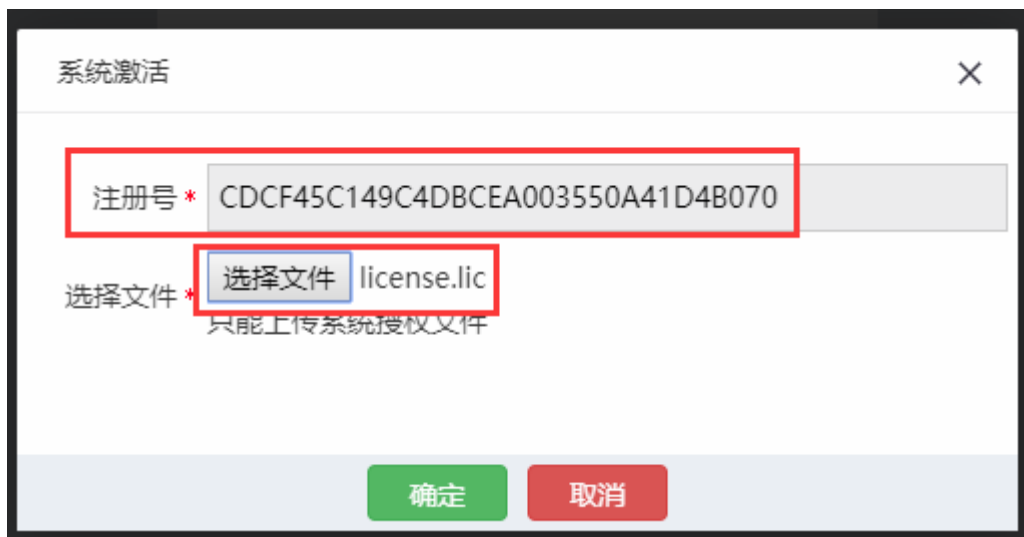 系统激活
注册号 * CDCF45C149C4DBCEA003550A41D4B070
选择文件 * 选择文件 license.lic
只能上传系统授权文件
确定 取消